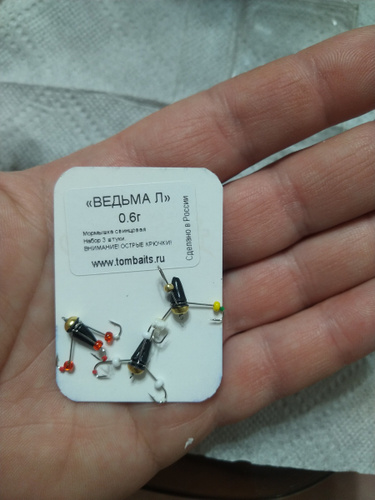 «ВЕДЬМА Л»
0.6г
Мормышка свинцовая
Набор 3 штуки
ВНИМАНИЕ! ОСТРЫЕ КРЮЧКИ!
www.tombaits.ru
Сделано в России